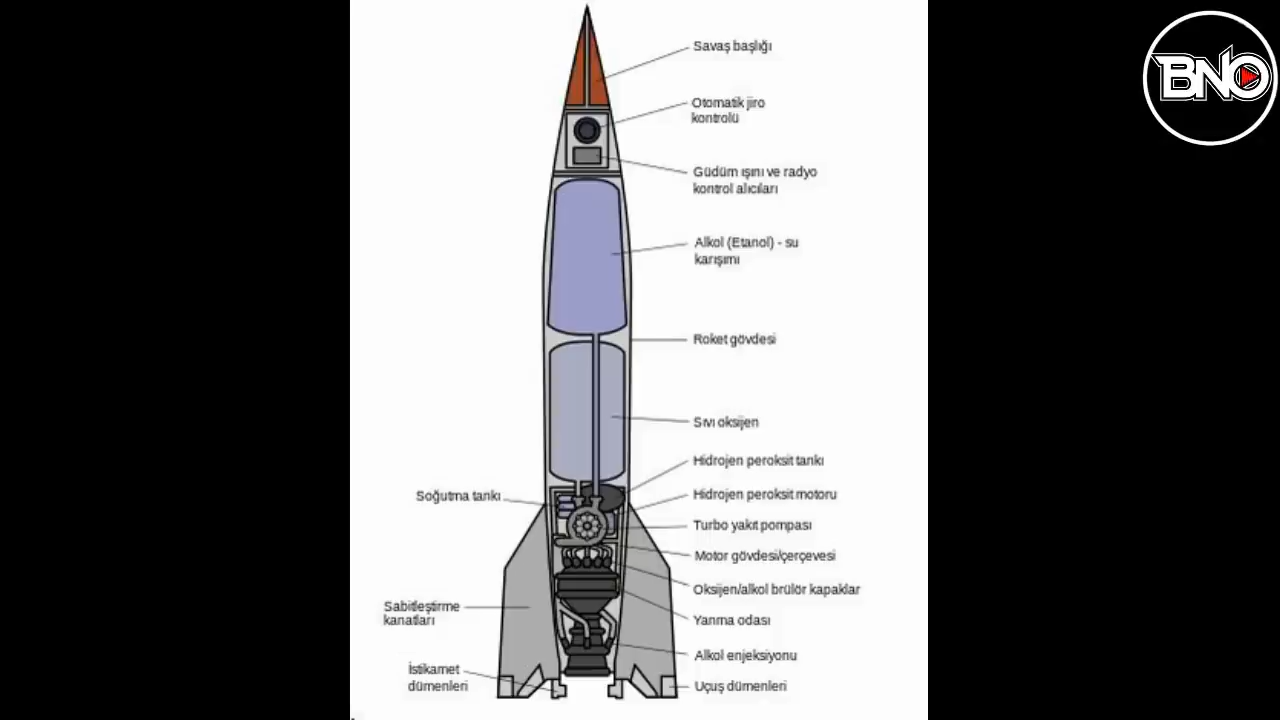 BNO
Savaş başlığı
Otomatik jiro
kontrolü
Güdüm ışını ve radyo
kontrol alıcıları
Alkol (Etanol) - su
karışımı
Roket gövdesi
Sıvı oksijen
Hidrojen peroksit tankı
Soğutma tankı
Hidrojen peroksit motoru
Turbo yakıt pompası
Motor gövdesi/çerçevesi
Oksijen/alkol brülör kapaklar
Sabitleştirme
kanatları
Yanma odası
Alkol enjeksiyonu
İstikamet
dümenleri
Uçuş dümenleri